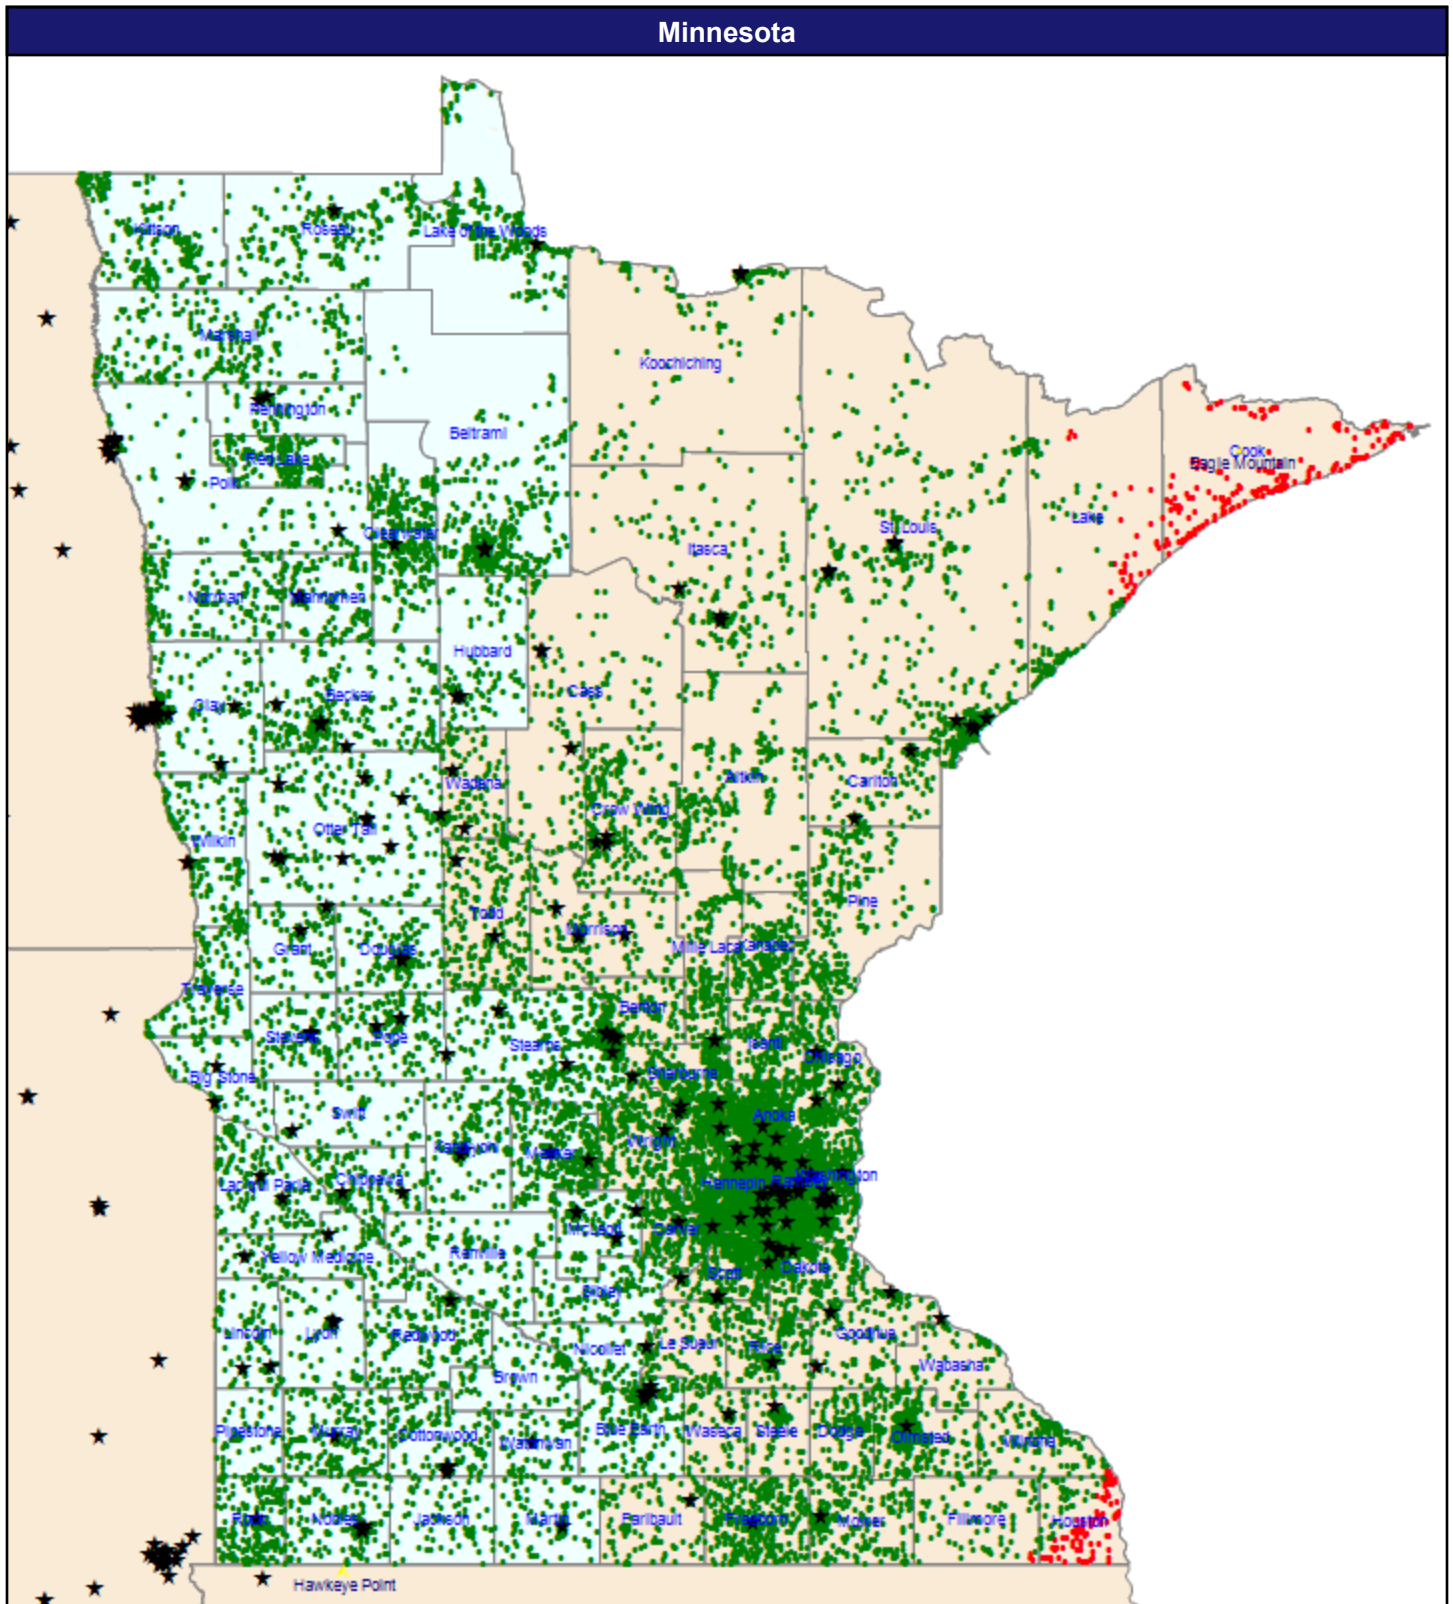 Minnesota
Kittson
Roseau
Lake of the Woods
Marshall
Koochiching
Pennington
Beltrami
Red Lake
Polk
Cook
Eagle Mountain
Lake
St. Louis
Clearwater
Itasca
Norman
Mahnomen
Hubbard
Cass
Clay
Becker
Wadena
Aitkin
Carlton
Crow Wing
Otter Tail
Wilkin
Pine
Todd
Morrison
Grant
Douglas
Mille Lacs
Kanabec
Traverse
Benton
Stevens
Pope
Stearns
Isanti
Chisago
Big Stone
Sherburne
Swift
Anoka
Kandiyohi
Meeker
Wright
Lac qui Parle
Chippewa
Hennepin
Ramsey
Washington
McLeod
Carver
Yellow Medicine
Renville
Scott
Dakota
Sibley
Lincoln
Lyon
Redwood
Nicollet
Le Sueur
Rice
Goodhue
Wabasha
Brown
Pipestone
Murray
Cottonwood
Watonwan
Blue Earth
Waseca
Steele
Dodge
Olmsted
Winona
Rock
Nobles
Jackson
Martin
Faribault
Freeborn
Mower
Fillmore
Houston
Hawkeye Point